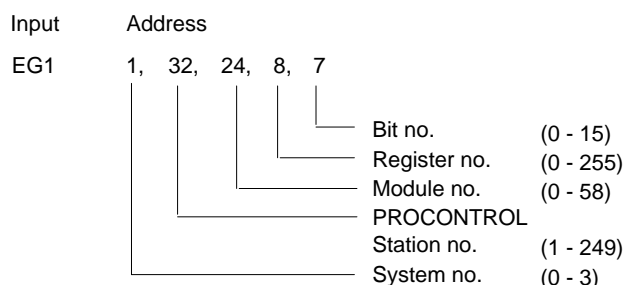 Input Address
EG1 1, 32, 24, 8, 7
Bit no. (0 - 15)
Register no. (0 - 255)
Module no. (0 - 58)
PROCONTROL
Station no. (1 - 249)
System no. (0 - 3)